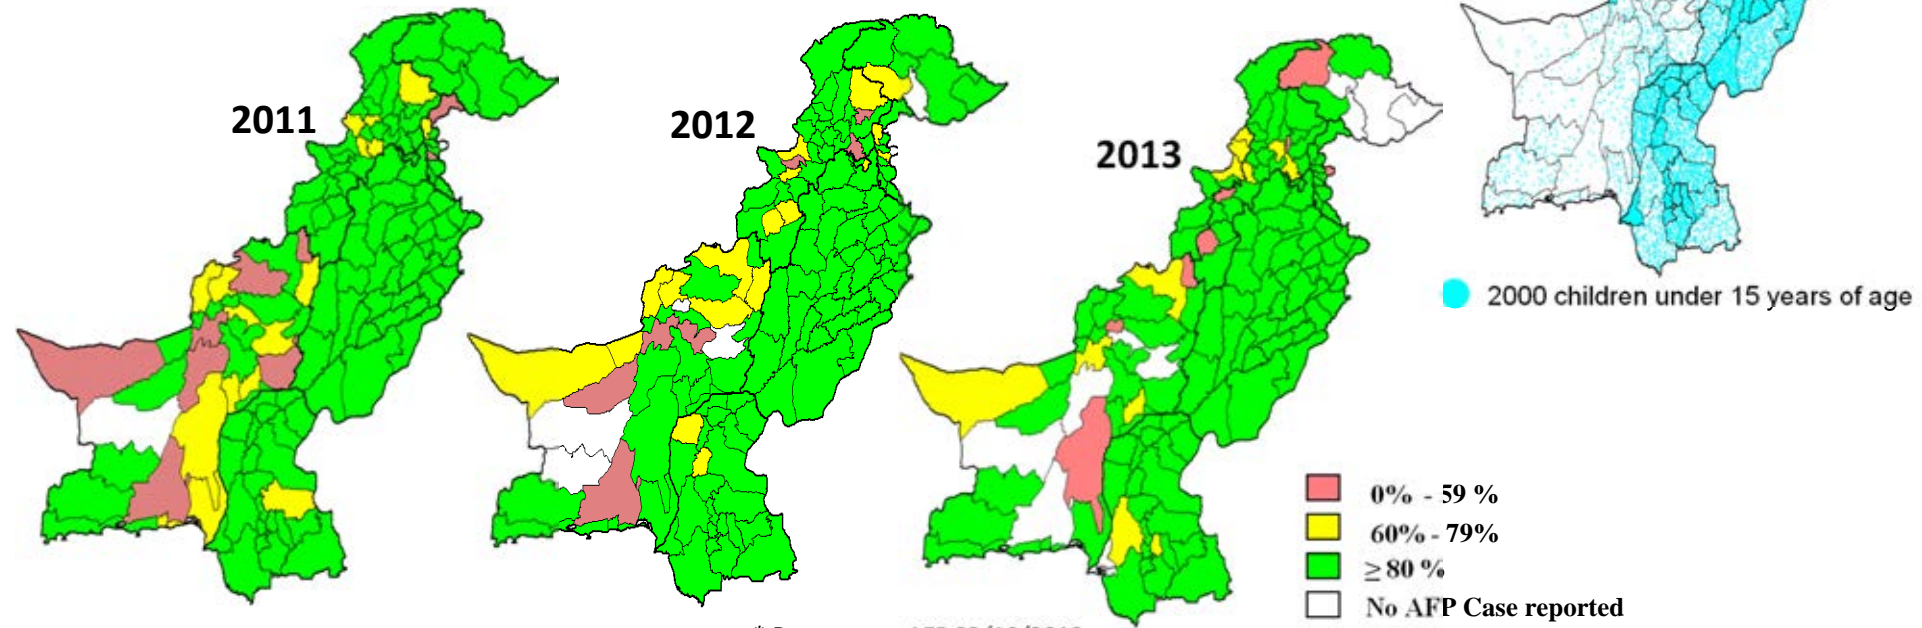 2011
2012
2013
2000 children under 15 years of age
0% - 59 %
60% - 79%
≥ 80 %
No AFP Case reported